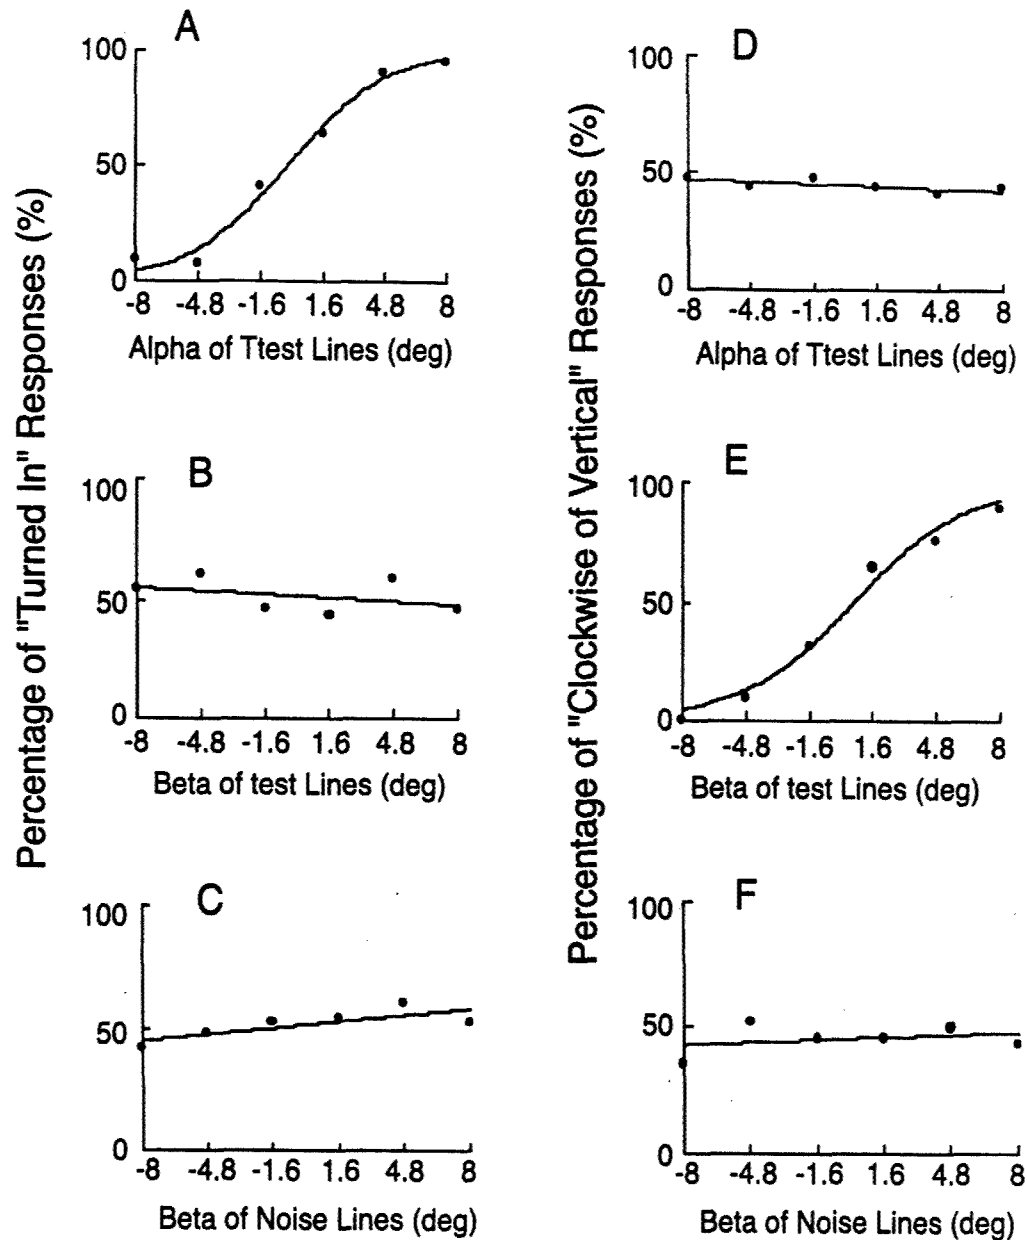 Percentage of "Turned In" Responses (%)
A
100
50
0
-8 -4.8 -1.6 1.6 4.8 8
Alpha of Ttest Lines (deg)
B
100
50
0
-8 -4.8 -1.6 1.6 4.8 8
Beta of test Lines (deg)
C
100
50
0
-8 -4.8 -1.6 1.6 4.8 8
Beta of Noise Lines (deg)
Percentage of "Clockwise of Vertical" Responses (%)
D
100
50
0
-8 -4.8 -1.6 1.6 4.8 8
Alpha of Ttest Lines (deg)
E
100
50
0
-8 -4.8 -1.6 1.6 4.8 8
Beta of test Lines (deg)
F
100
50
0
-8 -4.8 -1.6 1.6 4.8 8
Beta of Noise Lines (deg)